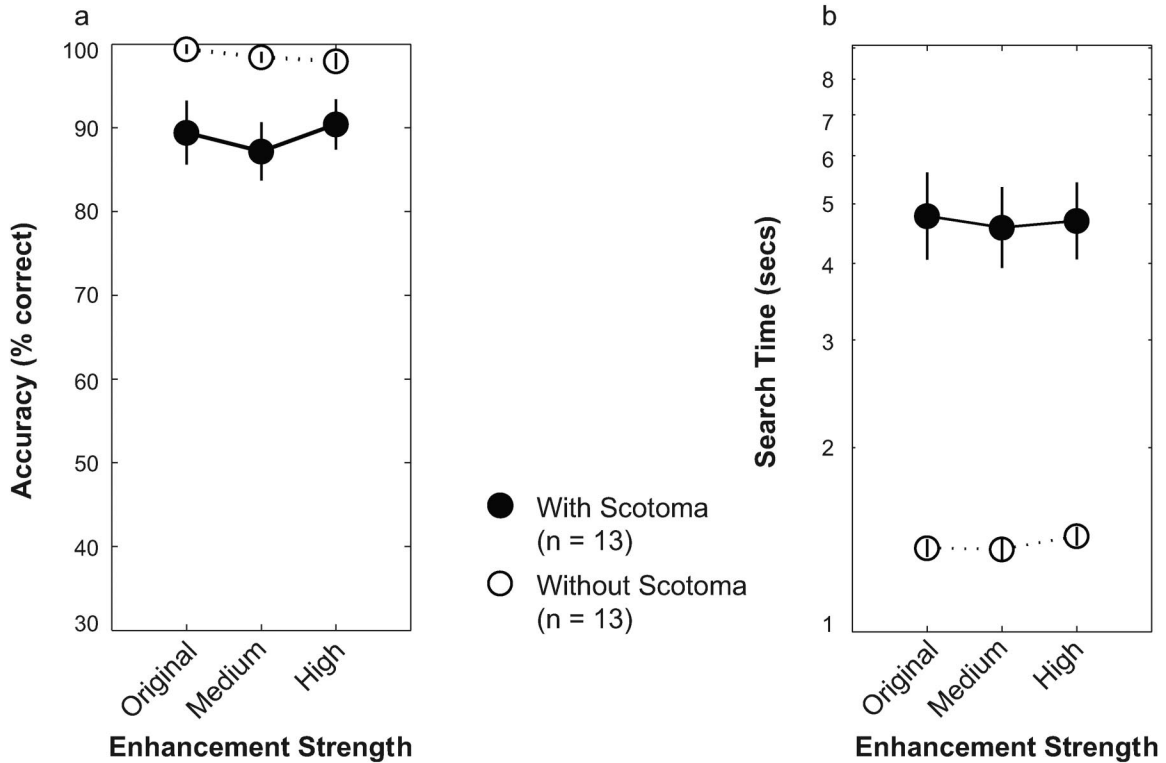 a
100
90
80
70
60
50
40
30
Accuracy (% correct)
Original
Medium
High
Enhancement Strength
With Scotoma
(n = 13)
Without Scotoma
(n = 13)
b
8
7
6
5
4
3
2
1
Search Time (secs)
Original
Medium
High
Enhancement Strength